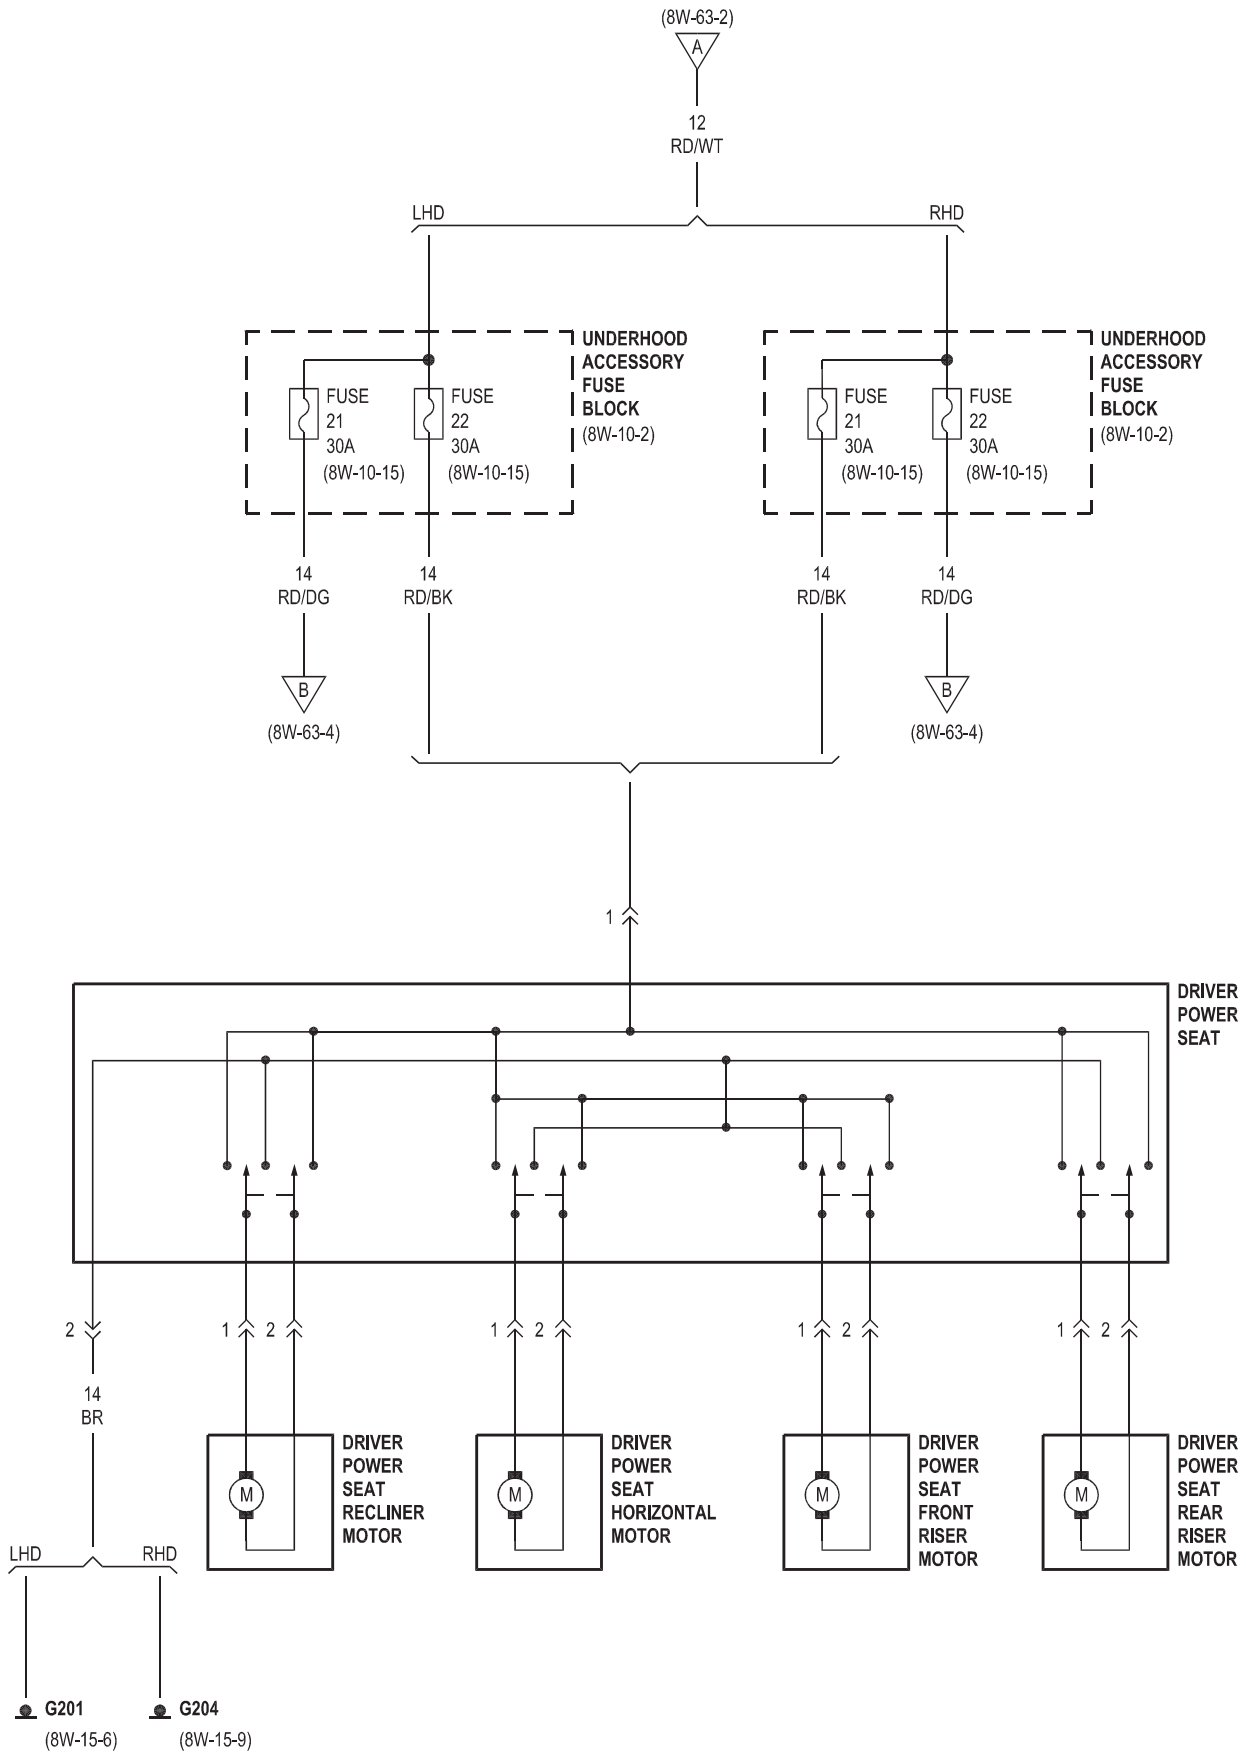 (8W-63-2)
A
12
RD/WT
LHD
RHD
UNDERHOOD
ACCESSORY
FUSE
BLOCK
(8W-10-2)
FUSE
21
30A
(8W-10-15)
FUSE
22
30A
(8W-10-15)
UNDERHOOD
ACCESSORY
FUSE
BLOCK
(8W-10-2)
FUSE
21
30A
(8W-10-15)
FUSE
22
30A
(8W-10-15)
14
RD/DG
14
RD/BK
14
RD/BK
14
RD/DG
B
(8W-63-4)
B
(8W-63-4)
1
DRIVER
POWER
SEAT
2
1
2
1
2
1
2
1
2
14
BR
M
DRIVER
POWER
SEAT
RECLINER
MOTOR
M
DRIVER
POWER
SEAT
HORIZONTAL
MOTOR
M
DRIVER
POWER
SEAT
FRONT
RISER
MOTOR
M
DRIVER
POWER
SEAT
REAR
RISER
MOTOR
LHD
RHD
G201
(8W-15-6)
G204
(8W-15-9)